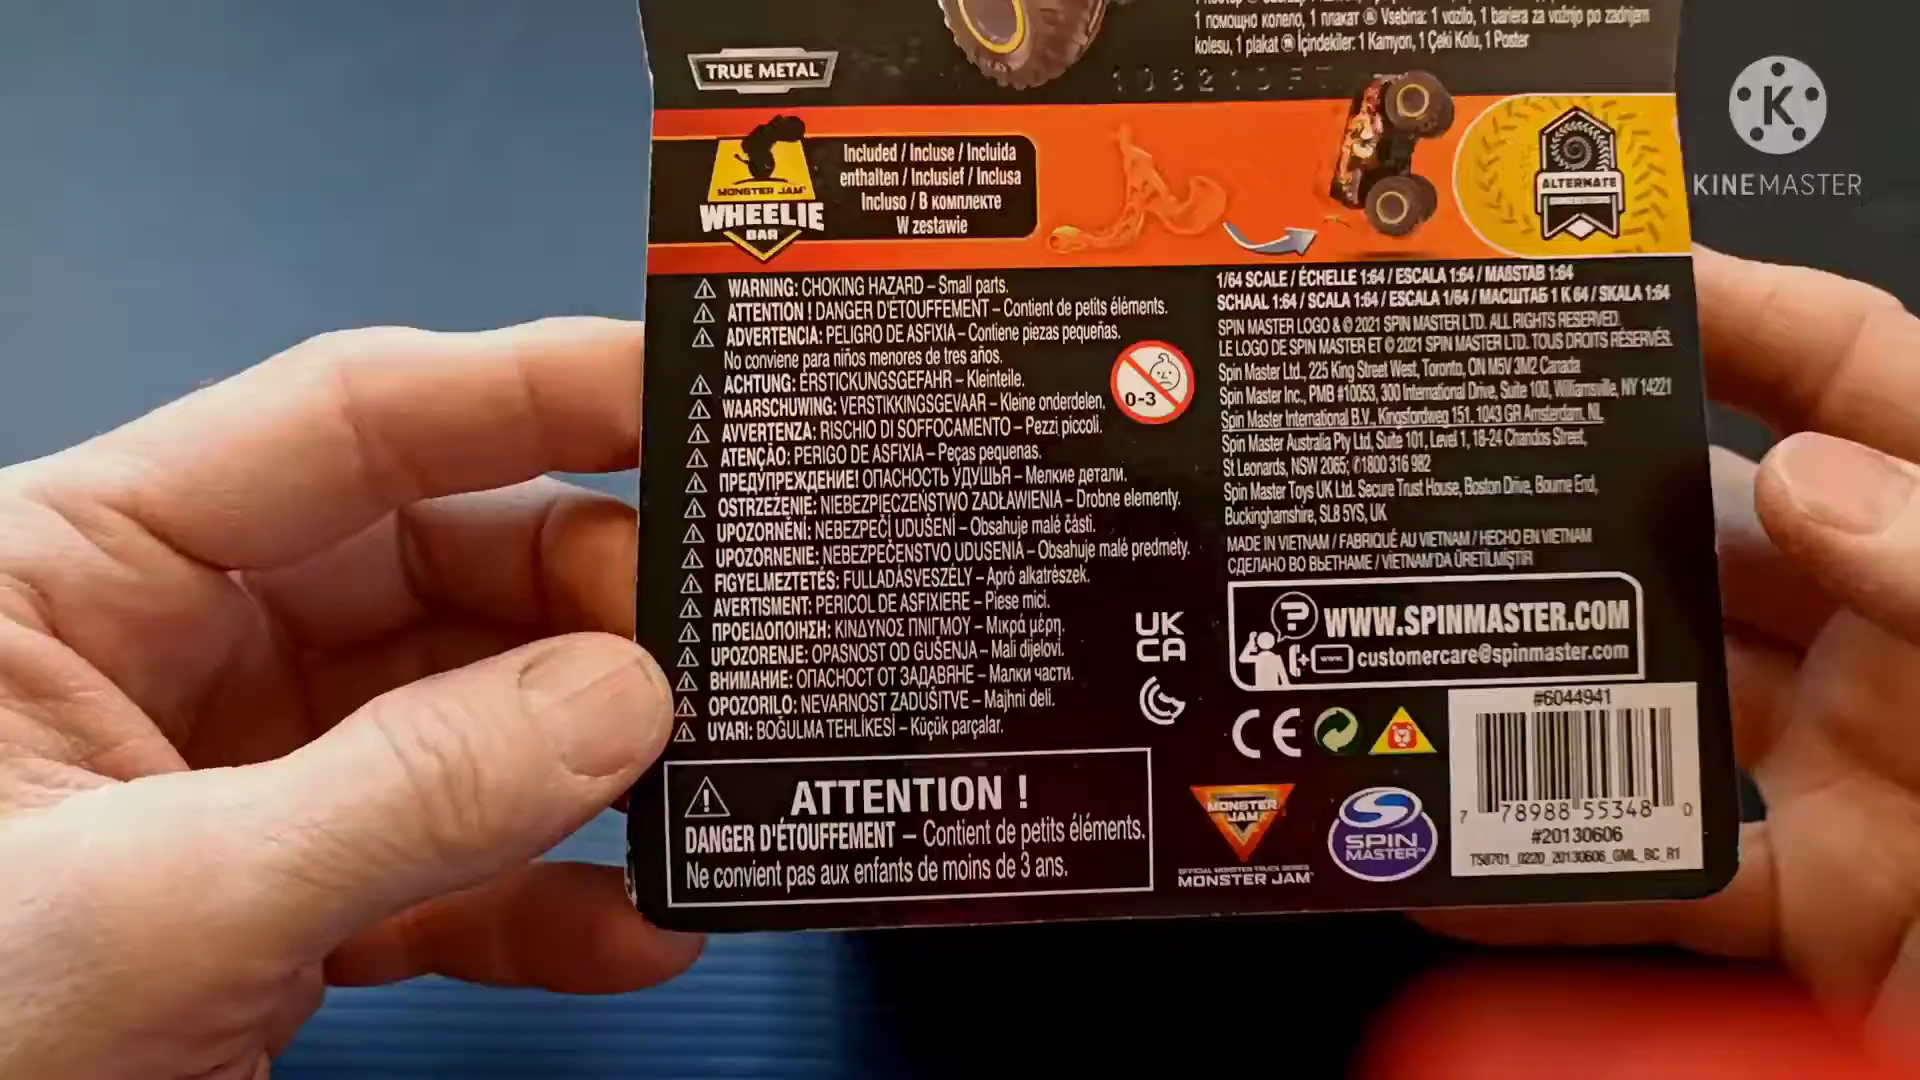 1 помощно колело, 1 плакат SI Vsebina: 1 vozilo, 1 bariera za vožnjo po zadnjem
kolesu, 1 plakat TR İçindekiler: 1 Kamyon, 1 Çeki Kolu, 1 Poster
TRUE METAL
MONSTER JAM
WHEELIE
BAR
Included / Incluse / Incluida
enthalten / Inclusief / Inclusa
Incluso / В комплекте
W zestawie
ALTERNATE
K
KINEMASTER
WARNING: CHOKING HAZARD – Small parts.
ATTENTION ! DANGER D'ÉTOUFFEMENT – Contient de petits éléments.
ADVERTENCIA: PELIGRO DE ASFIXIA – Contiene piezas pequeñas.
No conviene para niños menores de tres años.
ACHTUNG: ERSTICKUNGSGEFAHR – Kleinteile.
WAARSCHUWING: VERSTIKKINGSGEVAAR – Kleine onderdelen.
AVVERTENZA: RISCHIO DI SOFFOCAMENTO – Pezzi piccoli.
ATENÇÃO: PERIGO DE ASFIXIA – Peças pequenas.
ПРЕДУПРЕЖДЕНИЕ! ОПАСНОСТЬ УДУШЬЯ – Мелкие детали.
OSTRZEŻENIE: NIEBEZPIECZEŃSTWO ZADŁAWIENIA – Drobne elementy.
UPOZORNĚNÍ: NEBEZPEČÍ UDUŠENÍ – Obsahuje malé části.
UPOZORNENIE: NEBEZPEČENSTVO UDUSENIA – Obsahuje malé predmety.
FIGYELMEZTETÉS: FULLADÁSVESZÉLY – Apró alkatrészek.
AVERTISMENT: PERICOL DE ASFIXIERE – Piese mici.
ΠΡΟΕΙΔΟΠΟΙΗΣΗ: ΚΙΝΔΥΝΟΣ ΠΝΙΓΜΟΥ – Μικρά μέρη.
UPOZORENJE: OPASNOST OD GUŠENJA – Mali dijelovi.
ВНИМАНИЕ: ОПАСНОСТ ОТ ЗАДАВЯНЕ – Малки части.
OPOZORILO: NEVARNOST ZADUŠITVE – Majhni deli.
UYARI: BOĞULMA TEHLİKESİ – Küçük parçalar.
0-3
ATTENTION !
DANGER D'ÉTOUFFEMENT – Contient de petits éléments.
Ne convient pas aux enfants de moins de 3 ans.
1/64 SCALE / ÉCHELLE 1:64 / ESCALA 1:64 / MAßSTAB 1:64
SCHAAL 1:64 / SCALA 1:64 / ESCALA 1/64 / МАСШТАБ 1 К 64 / SKALA 1:64
SPIN MASTER LOGO & © 2021 SPIN MASTER LTD. ALL RIGHTS RESERVED.
LE LOGO DE SPIN MASTER ET © 2021 SPIN MASTER LTD. TOUS DROITS RÉSERVÉS.
Spin Master Ltd., 225 King Street West, Toronto, ON M5V 3M2 Canada
Spin Master Inc., PMB #10053, 300 International Drive, Suite 100, Williamsville, NY 14221
Spin Master International B.V., Kingsfordweg 151, 1043 GR Amsterdam, NL
Spin Master Australia Pty Ltd, Suite 101, Level 1, 18-24 Chandos Street,
St Leonards, NSW 2065; ✆1800 316 982
Spin Master Toys UK Ltd. Secure Trust House, Boston Drive, Bourne End,
Buckinghamshire, SL8 5YS, UK
MADE IN VIETNAM / FABRIQUÉ AU VIETNAM / HECHO EN VIETNAM
СДЕЛАНО ВО ВЬЕТНАМЕ / VİETNAM'DA ÜRETİLMİŞTİR
?
WWW.SPINMASTER.COM
www
customercare@spinmaster.com
UK
CA
CE
MONSTER
JAM
OFFICIAL MONSTER TRUCK SERIES
MONSTER JAM
SPIN
MASTER
#6044941
7 78988 55348 0
#20130606
T58701_0220_20130606_GML_BC_R1